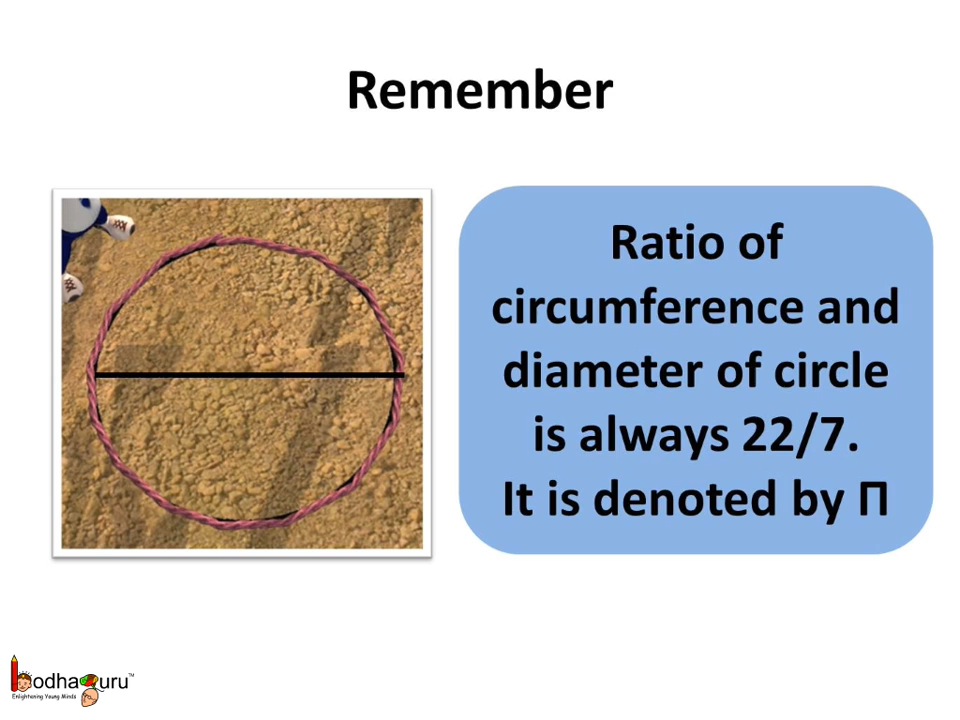 Remember
Ratio of
circumference and
diameter of circle
is always 22/7.
It is denoted by Π
bodhaguru™
Enlightening Young Minds